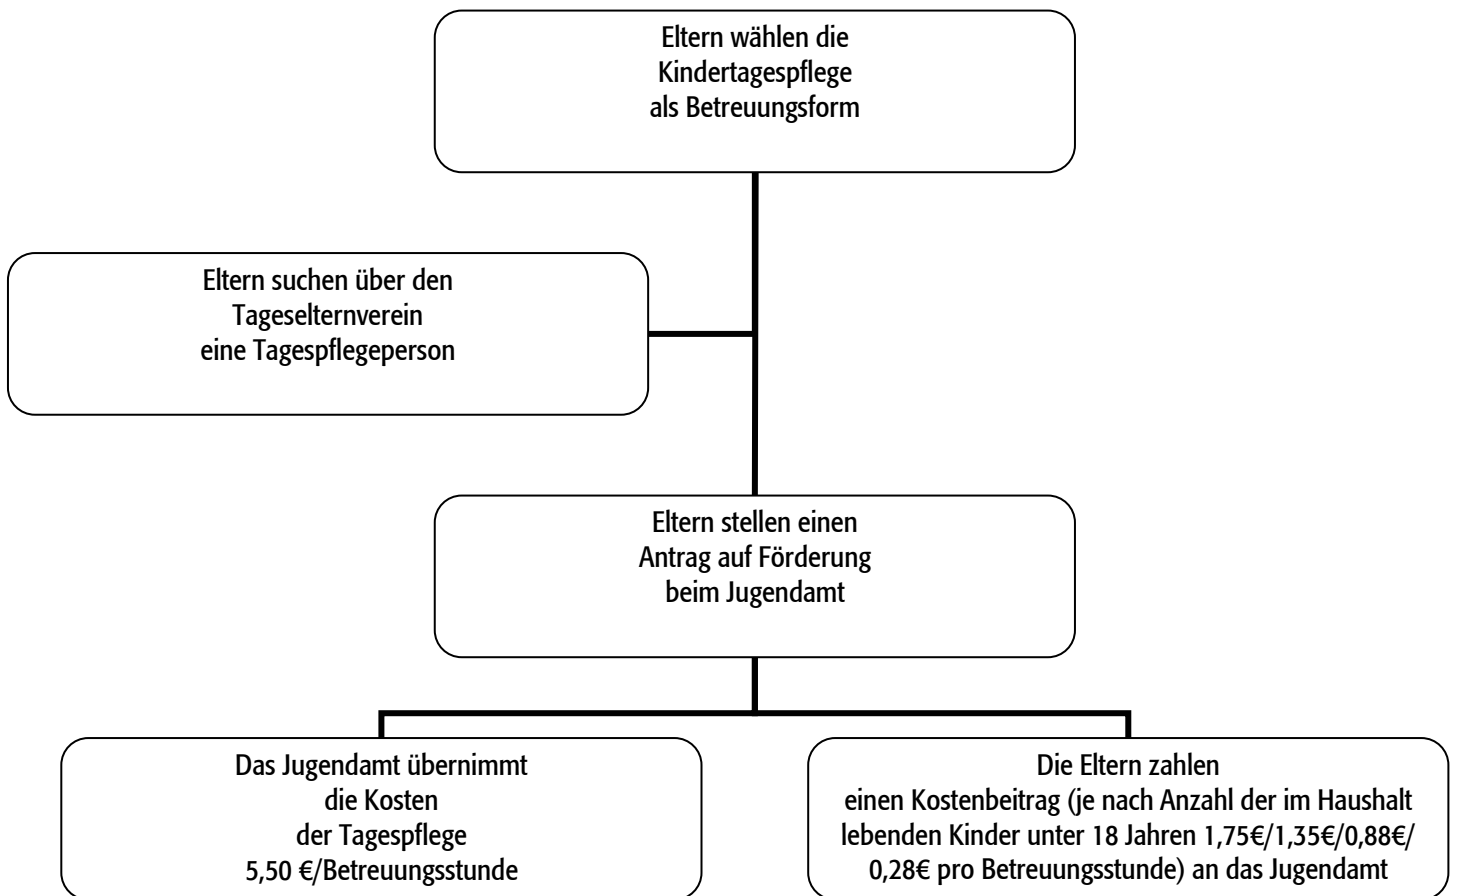 Eltern wählen die
Kindertagespflege
als Betreuungsform
Eltern suchen über den
Tageselternverein
eine Tagespflegeperson
Eltern stellen einen
Antrag auf Förderung
beim Jugendamt
Das Jugendamt übernimmt
die Kosten
der Tagespflege
5,50 €/Betreuungsstunde
Die Eltern zahlen
einen Kostenbeitrag (je nach Anzahl der im Haushalt
lebenden Kinder unter 18 Jahren 1,75€/1,35€/0,88€/
0,28€ pro Betreuungsstunde) an das Jugendamt